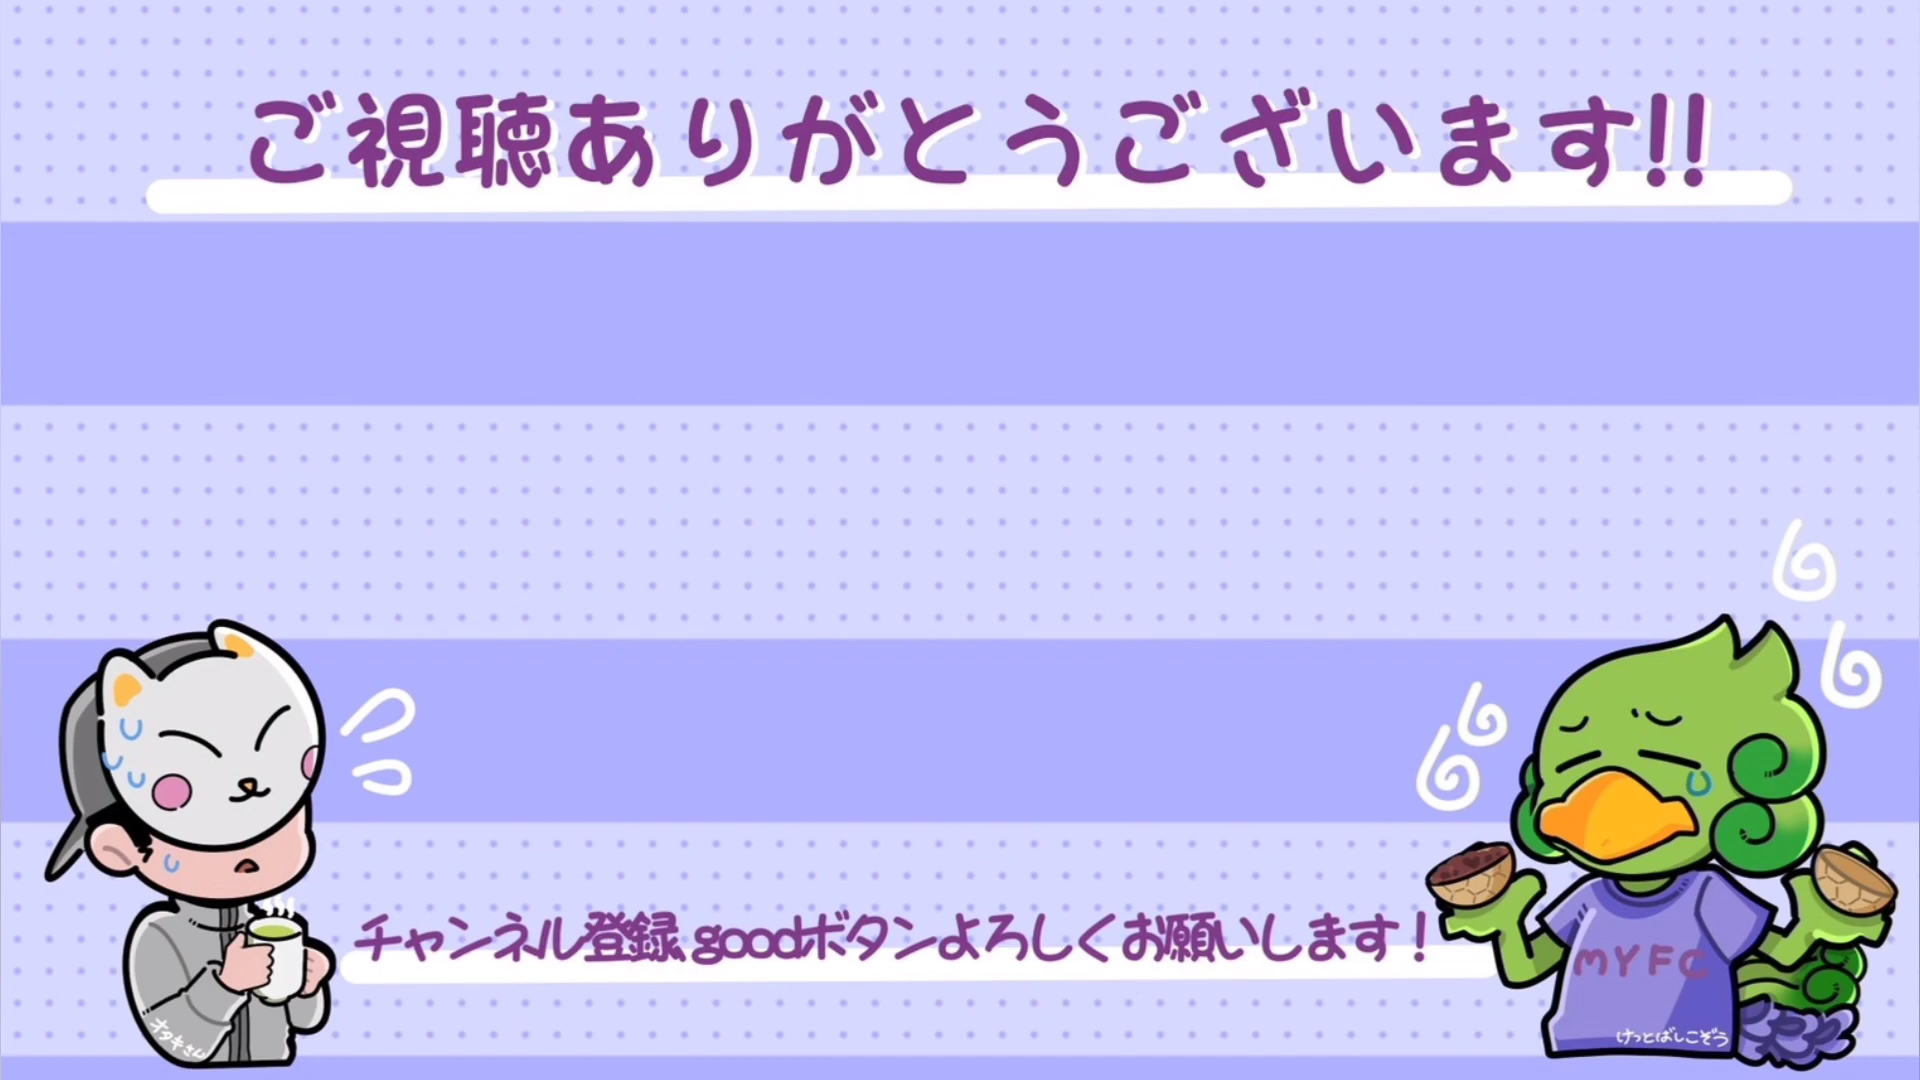 ご視聴ありがとうございます!!
チャンネル登録、goodボタンよろしくお願いします！
MYFC
オタキさん
けっとばしこぞう